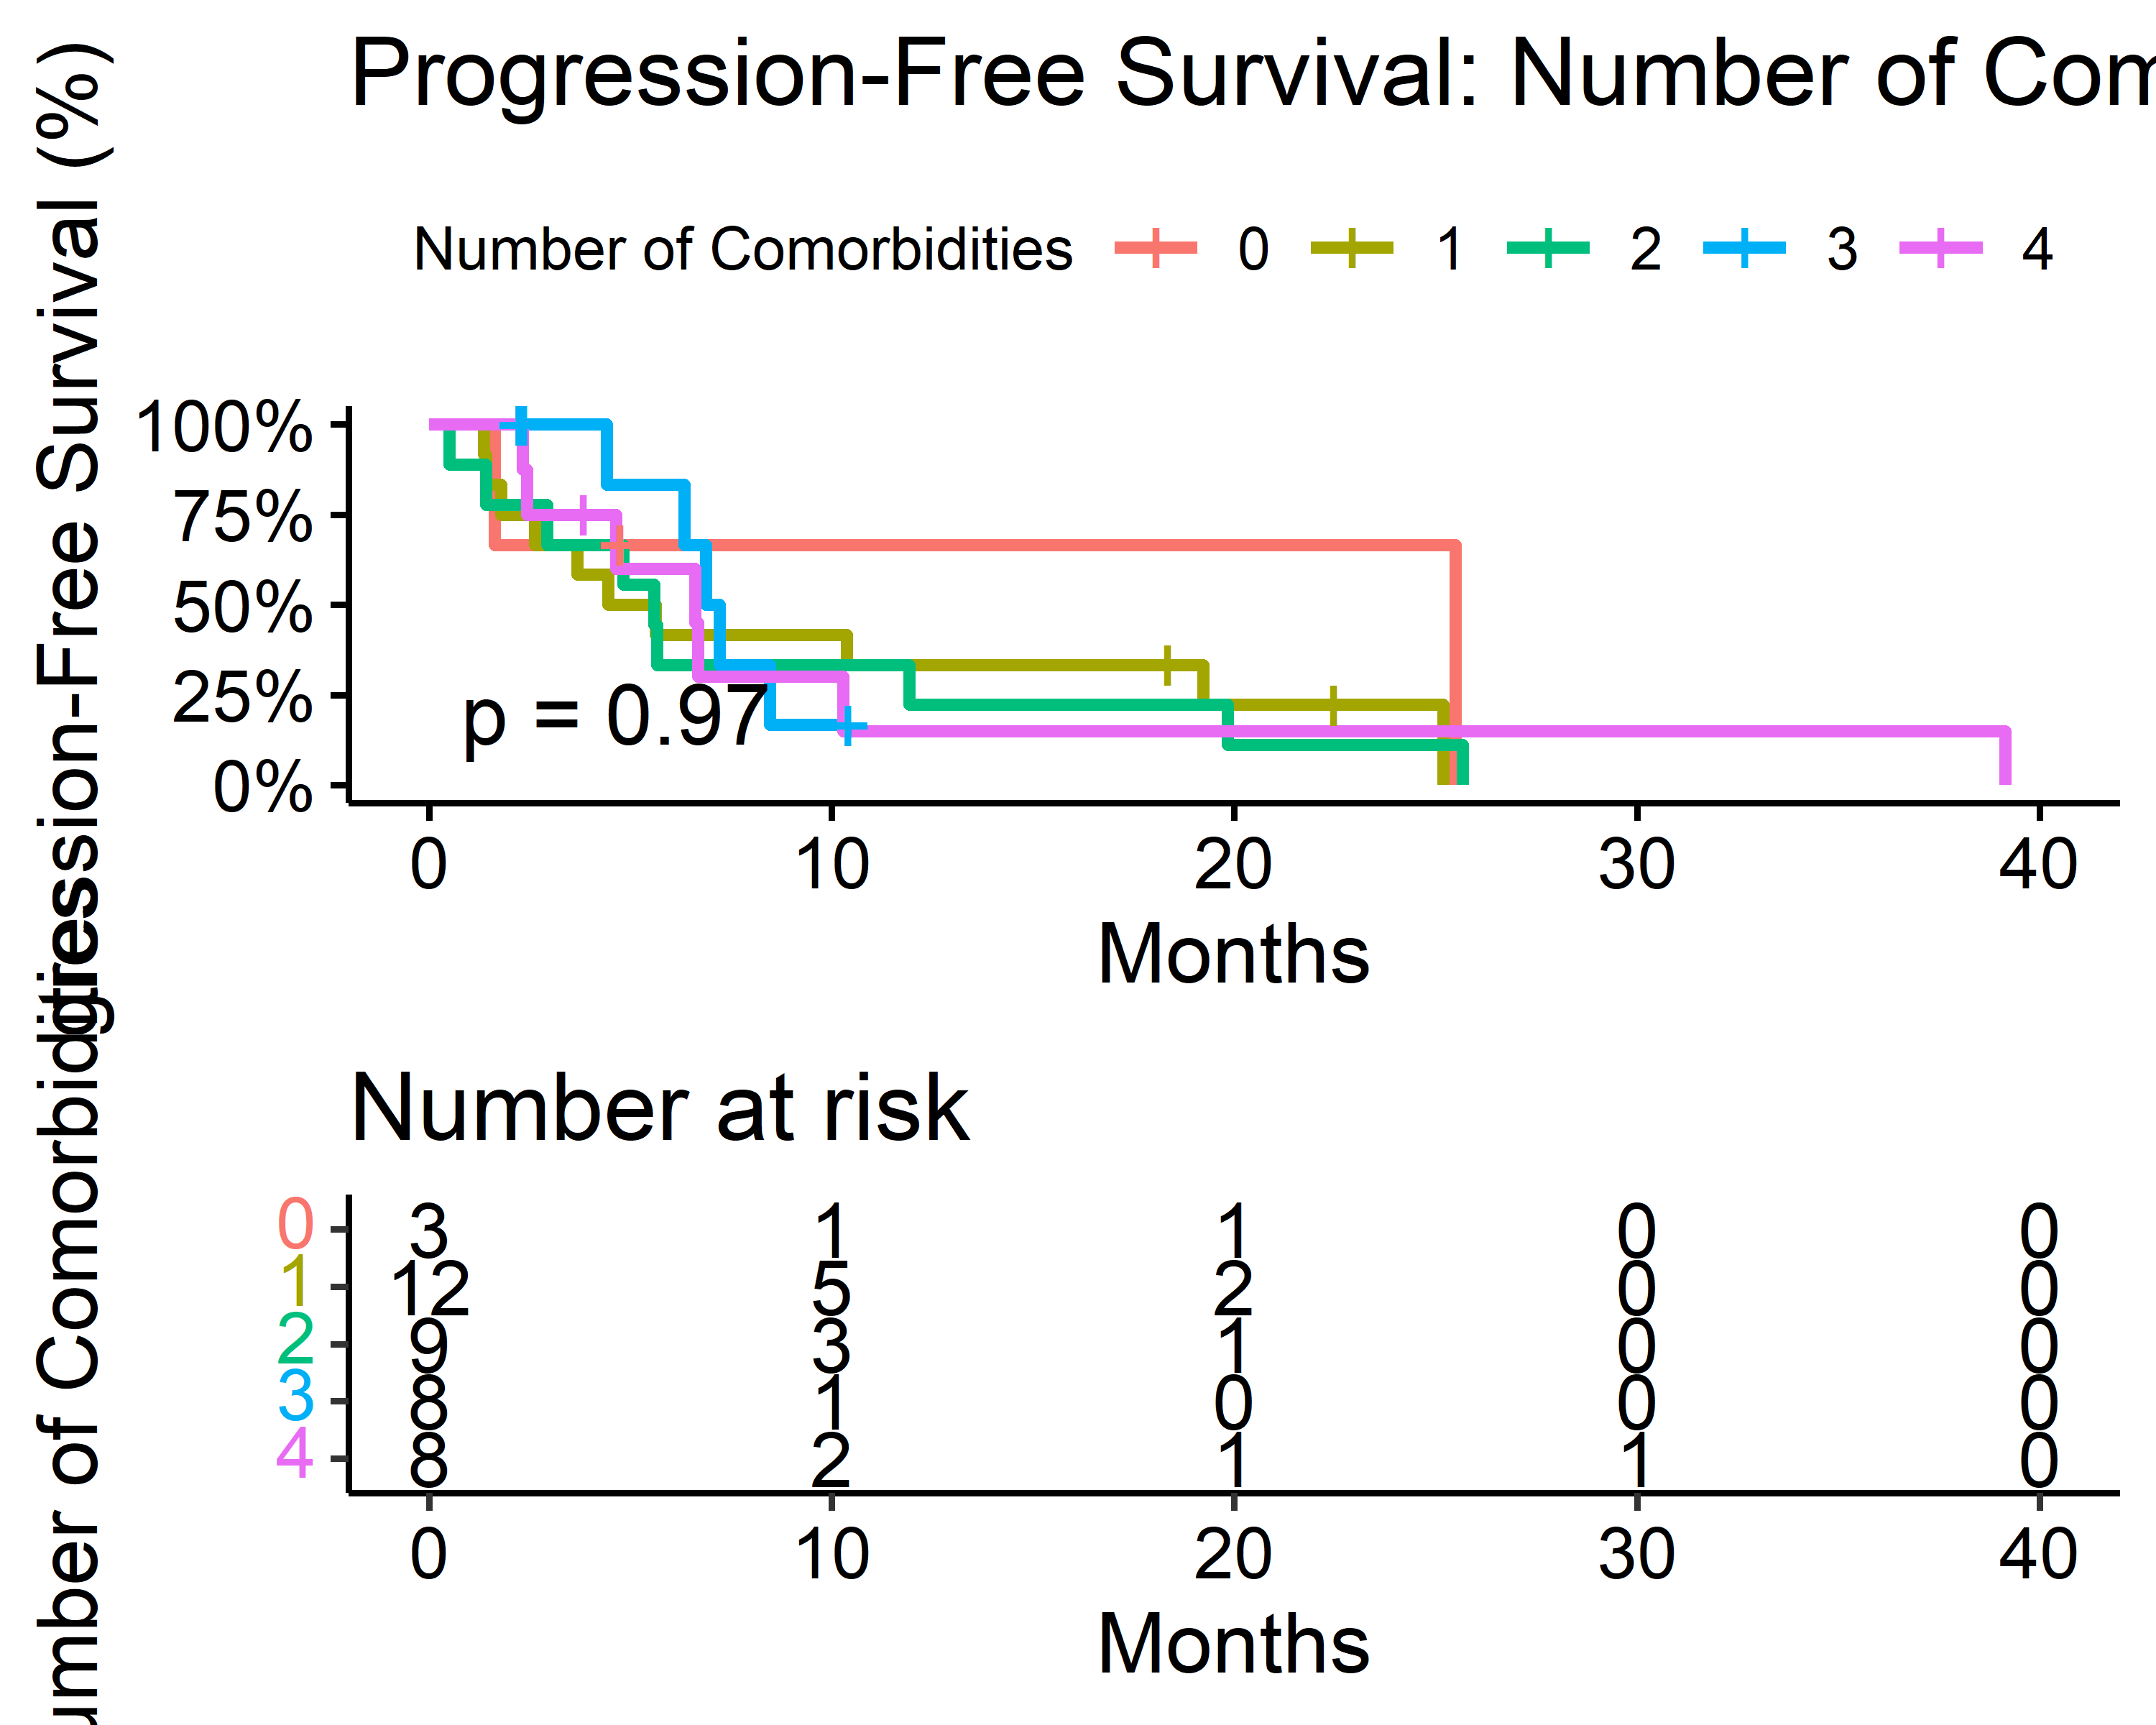 Progression-Free Survival: Number of Com
Number of Comorbidities 0 1 2 3 4
gression-Free Survival (%)
100%
75%
50%
25%
0%
p = 0.97
0 10 20 30 40
Months
Number at risk
umber of Comorbidities
0 3 1 1 0 0
1 12 5 2 0 0
2 9 3 1 0 0
3 8 1 0 0 0
4 8 2 1 1 0
0 10 20 30 40
Months